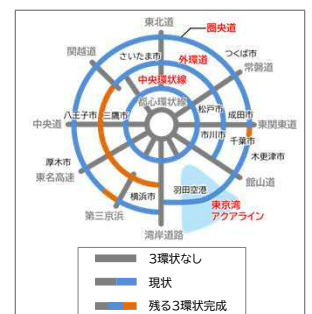 東北道
圏央道
関越道
さいたま市
外環道
つくば市
常磐道
中央環状線
都心環状線
松戸市
成田市
八王子市
三鷹市
中央道
東関東道
市川市
千葉市
木更津市
厚木市
東名高速
館山道
羽田空港
横浜市
第三京浜
東京湾
アクアライン
湾岸道路
3環状なし
現状
残る3環状完成